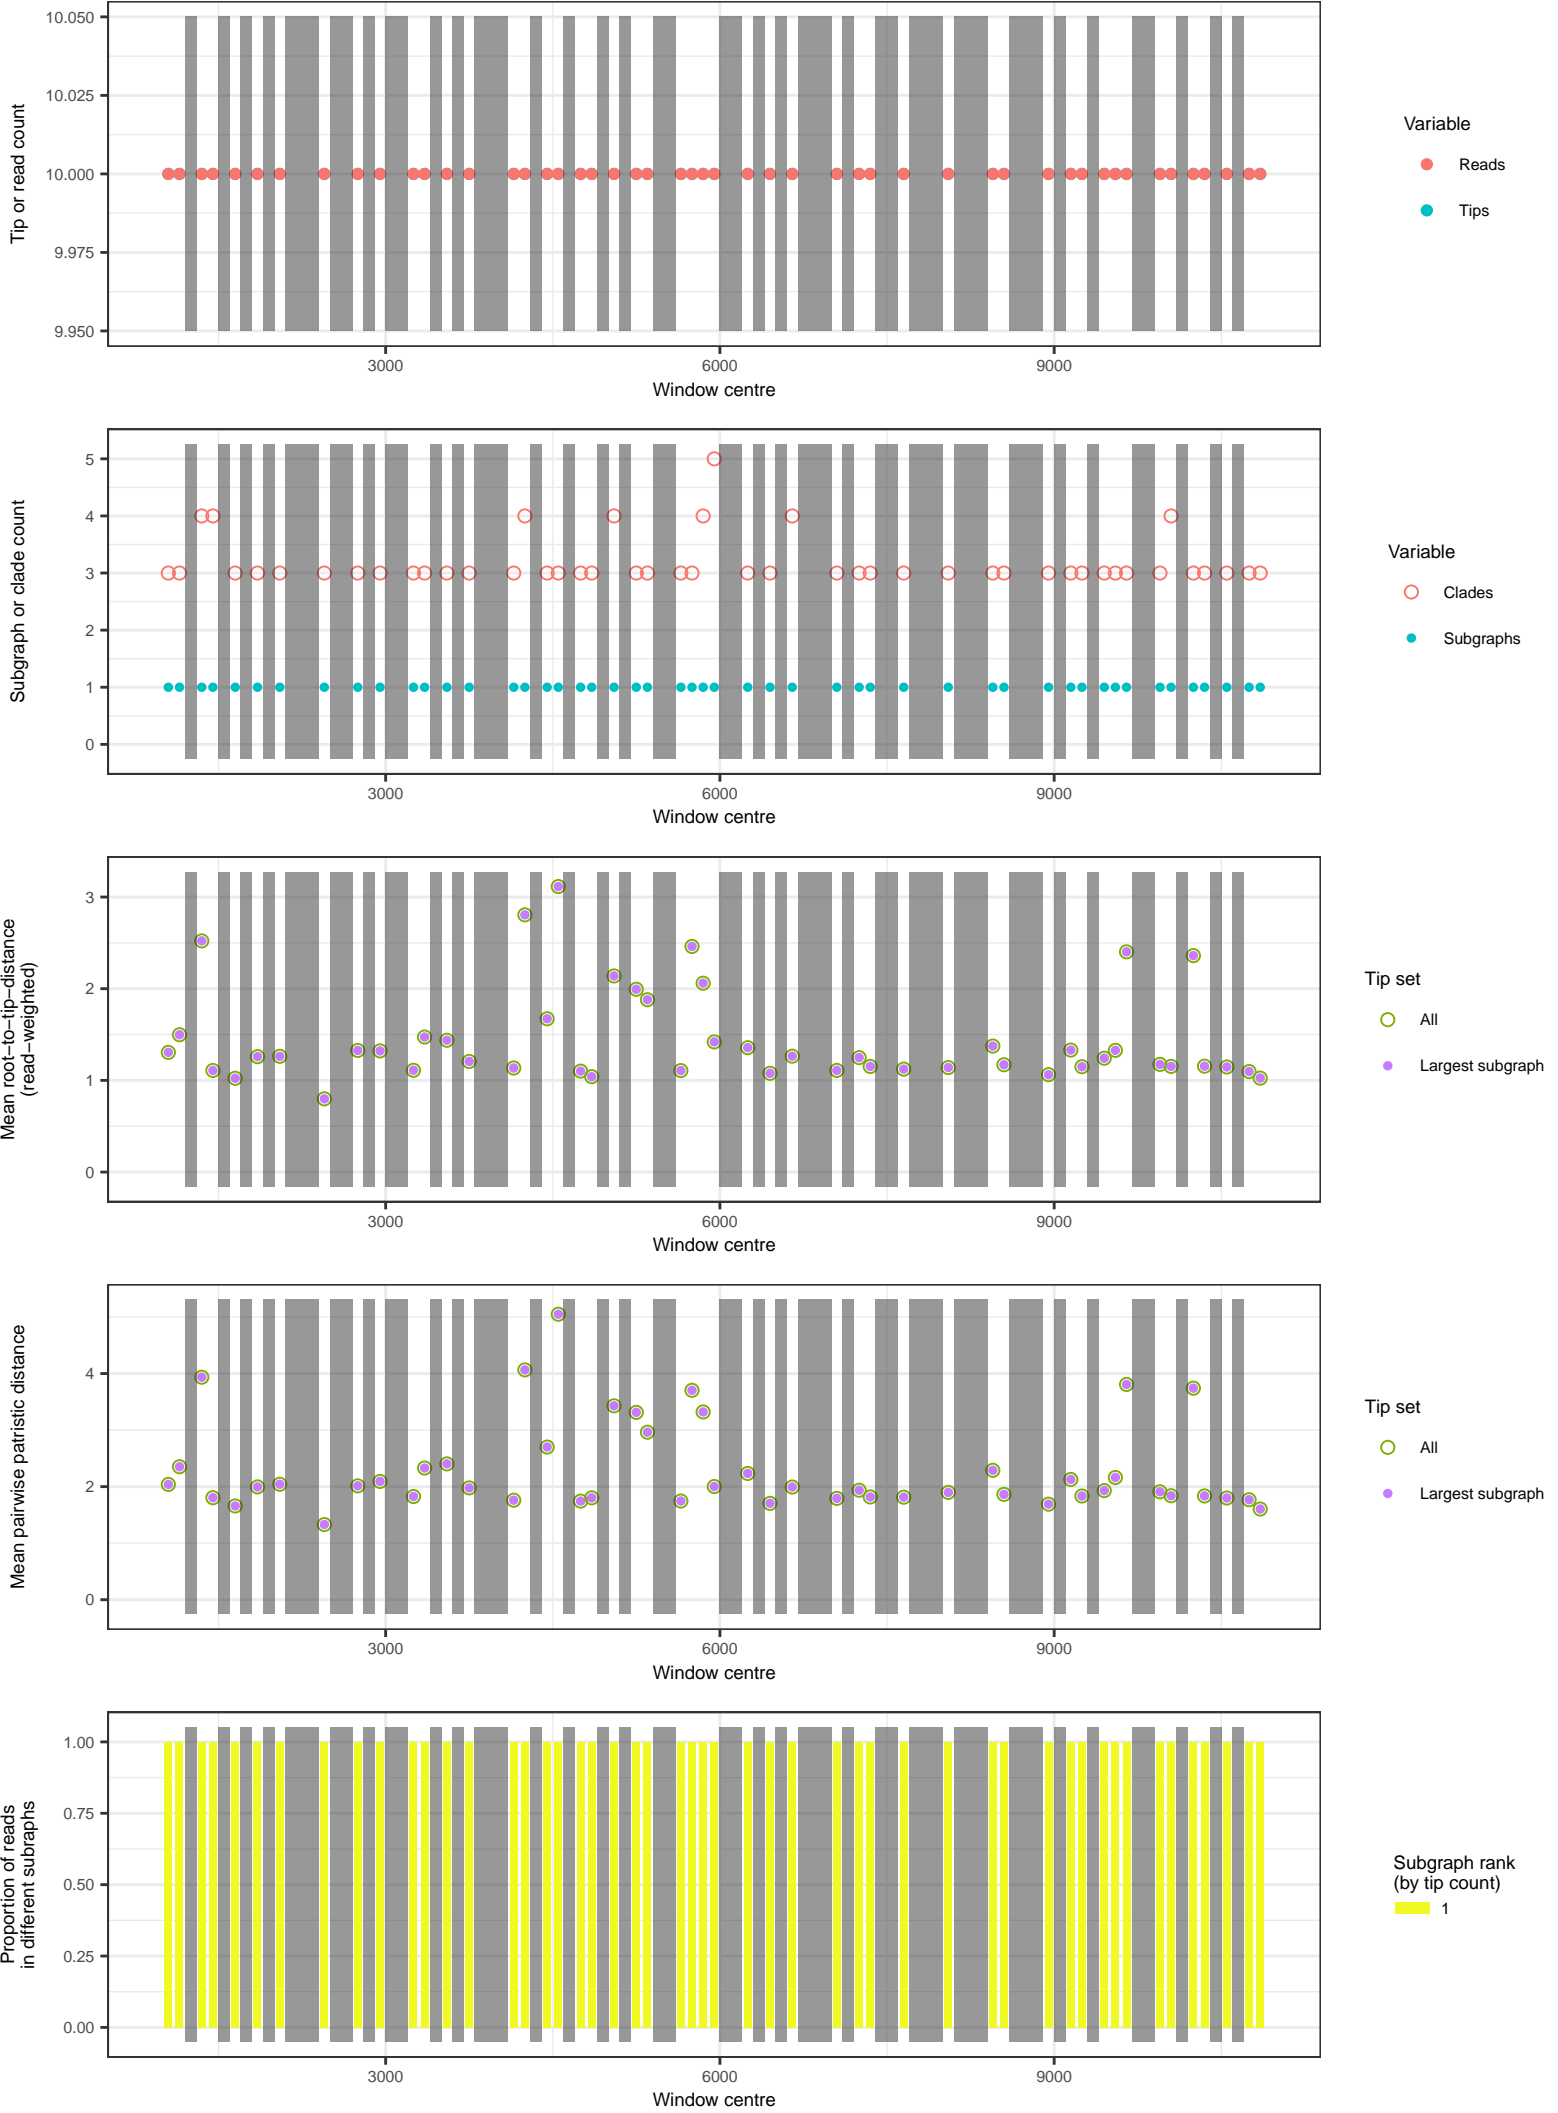 10.050
10.025
10.000
9.975
9.950
Tip or read count
3000
6000
9000
Window centre
Variable
Reads
Tips
5
4
3
2
1
0
Subgraph or clade count
3000
6000
9000
Window centre
Variable
Clades
Subgraphs
3
2
1
0
Mean root−to−tip−distance
(read−weighted)
3000
6000
9000
Window centre
Tip set
All
Largest subgraph
4
2
0
Mean pairwise patristic distance
3000
6000
9000
Window centre
Tip set
All
Largest subgraph
1.00
0.75
0.50
0.25
0.00
Proportion of reads
in different subraphs
3000
6000
9000
Window centre
Subgraph rank
(by tip count)
1